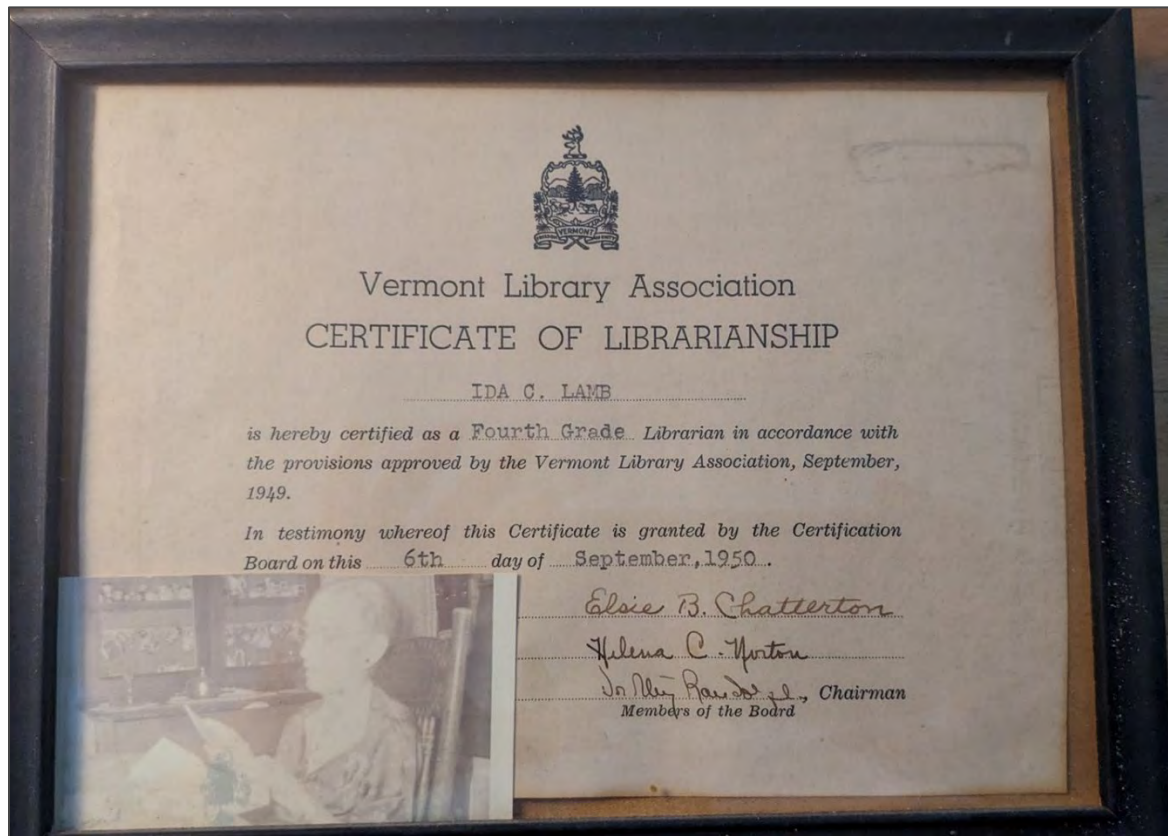 VERMONT
Vermont Library Association
CERTIFICATE OF LIBRARIANSHIP
IDA C. LAMB
is hereby certified as a Fourth Grade Librarian in accordance with
the provisions approved by the Vermont Library Association, September,
1949.
In testimony whereof this Certificate is granted by the Certification
Board on this 6th day of September, 1950.
Elsie B. Chatterton
Helena C. Norton
, Chairman
Members of the Board